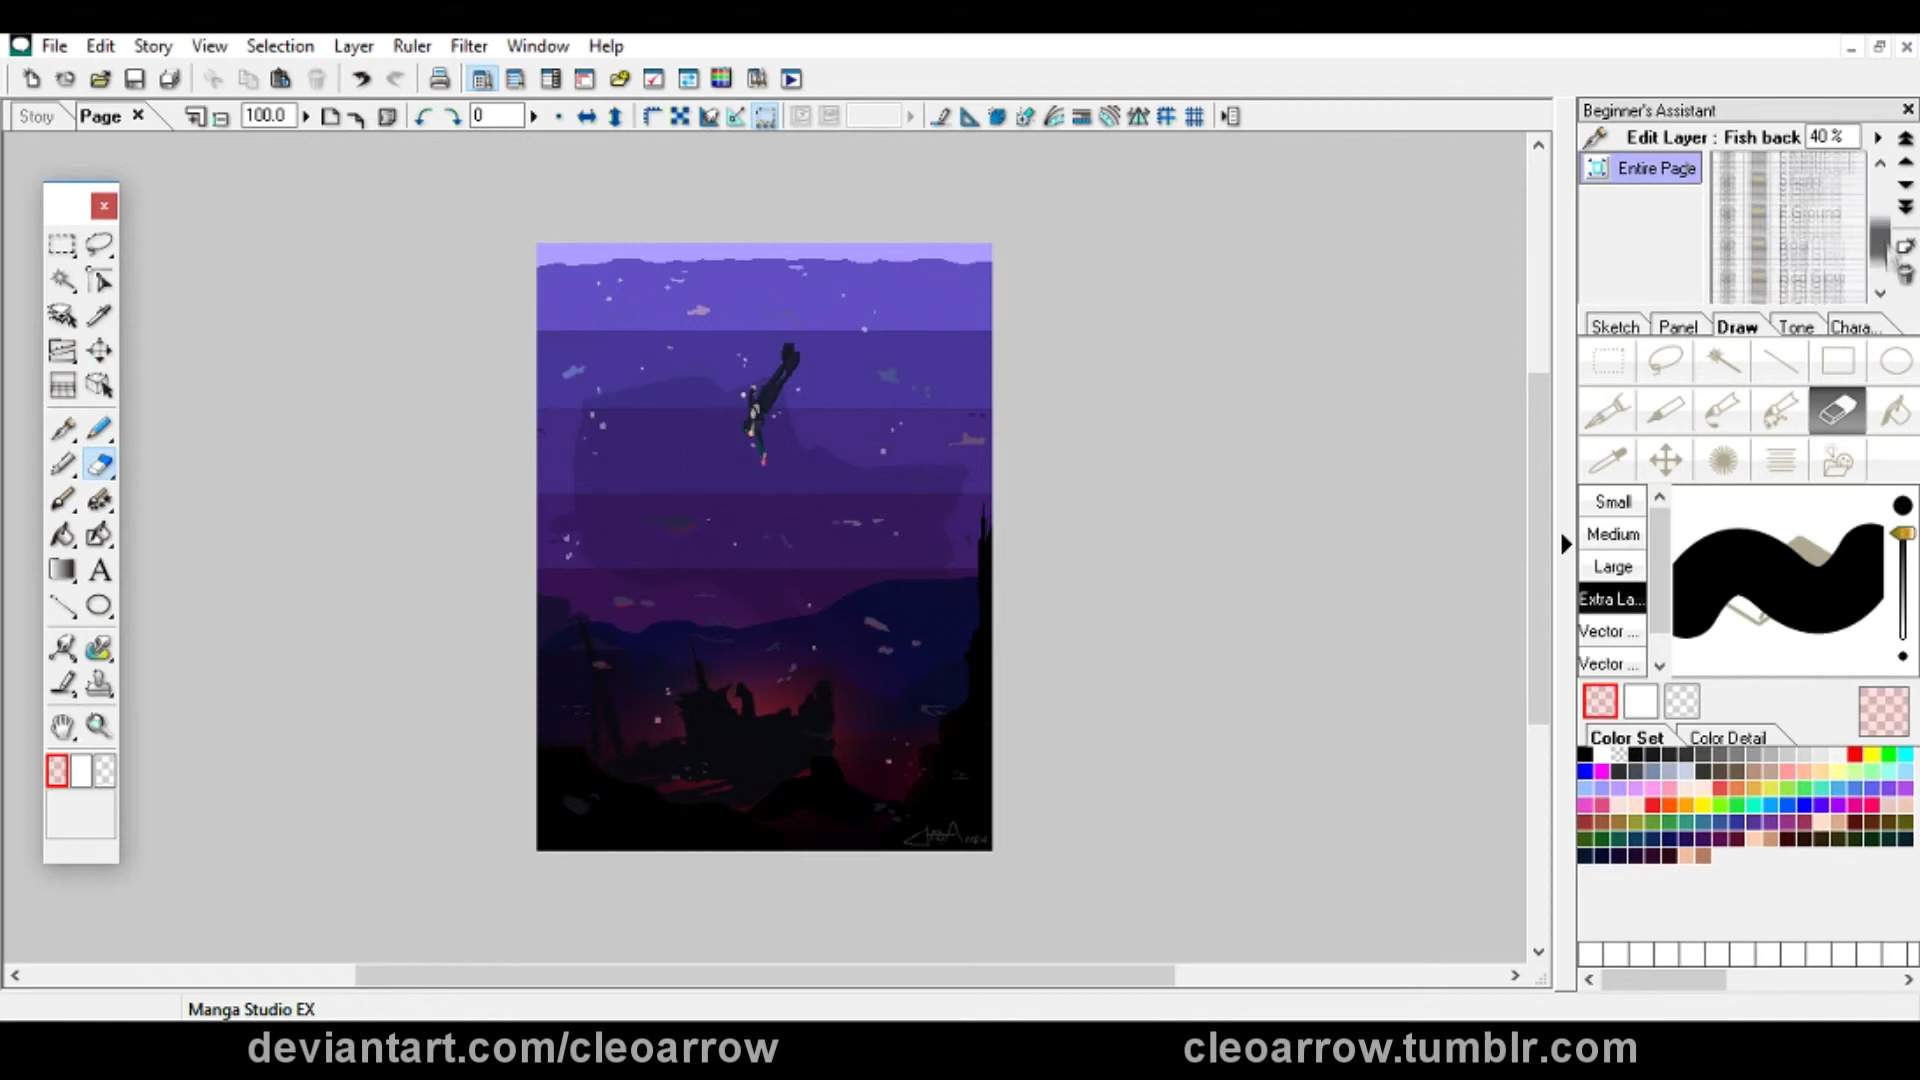 File Edit Story View Selection Layer Ruler Filter Window Help
Story Page 100.0 0
Beginner's Assistant
Edit Layer : Fish back 40 %
Entire Page
Sketch Panel Draw Tone Chara...
Small
Medium
Large
Extra La...
Vector ...
Vector ...
Color Set Color Detail
Manga Studio EX
deviantart.com/cleoarrow cleoarrow.tumblr.com